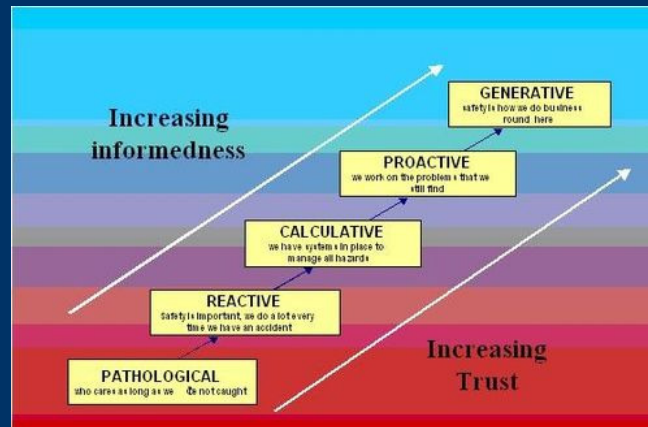 Increasing
informedness
GENERATIVE
safety is how we do business
round here
PROACTIVE
we work on the problems that we
still find
CALCULATIVE
we have systems in place to
manage all hazards
REACTIVE
Safety is important, we do a lot every
time we have an accident
PATHOLOGICAL
who cares as long as we not caught
Increasing
Trust